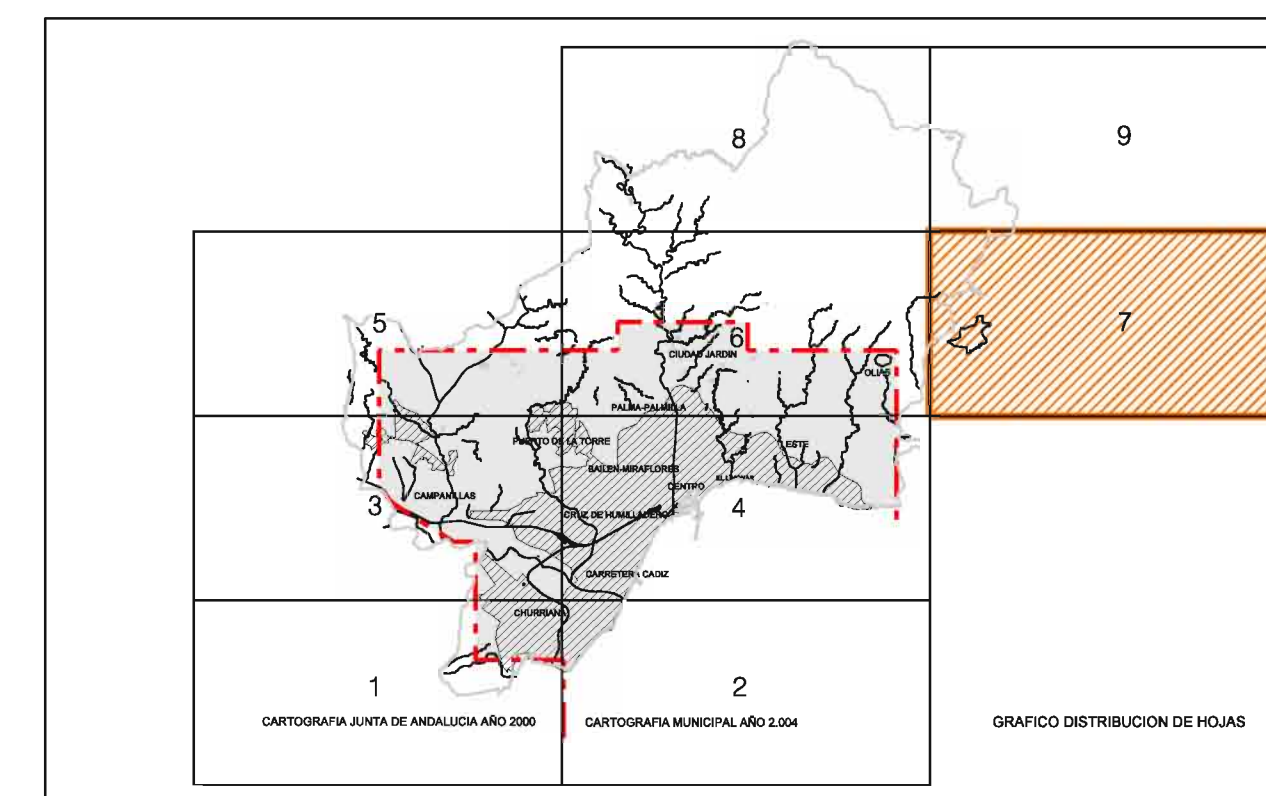 8
9
5
6
7
CIUDAD JARDIN
OLIAS
PALMA-PALMILLA
PUERTO DE LA TORRE
ESTE
BAILEN-MIRAFLORES
CENTRO
CAMPANILLAS
3
CRUZ DE HUMILLADERO
4
CARRETER CADIZ
CHURRIANA
1
2
CARTOGRAFIA JUNTA DE ANDALUCIA AÑO 2000
CARTOGRAFIA MUNICIPAL AÑO 2.004
GRAFICO DISTRIBUCION DE HOJAS